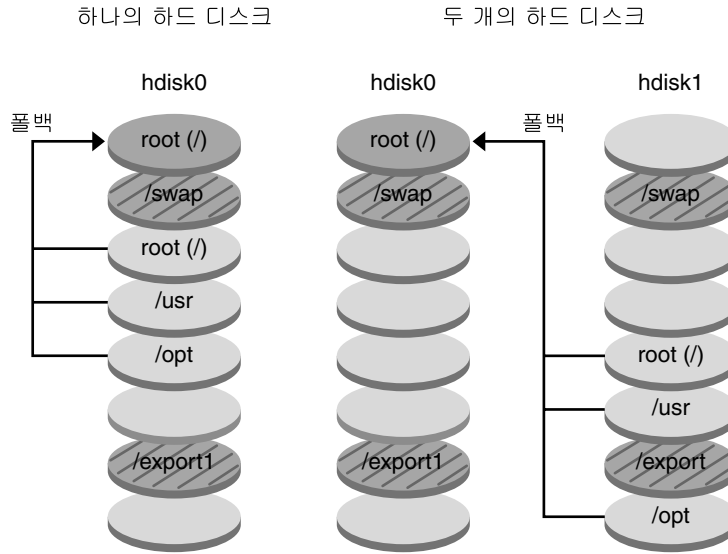 하나의 하드 디스크
hdisk0
폴백
root (/)
/swap
root (/)
/usr
/opt
/export1
두 개의 하드 디스크
hdisk0
hdisk1
root (/)
폴백
/swap
/swap
root (/)
/usr
/export1
/export
/opt